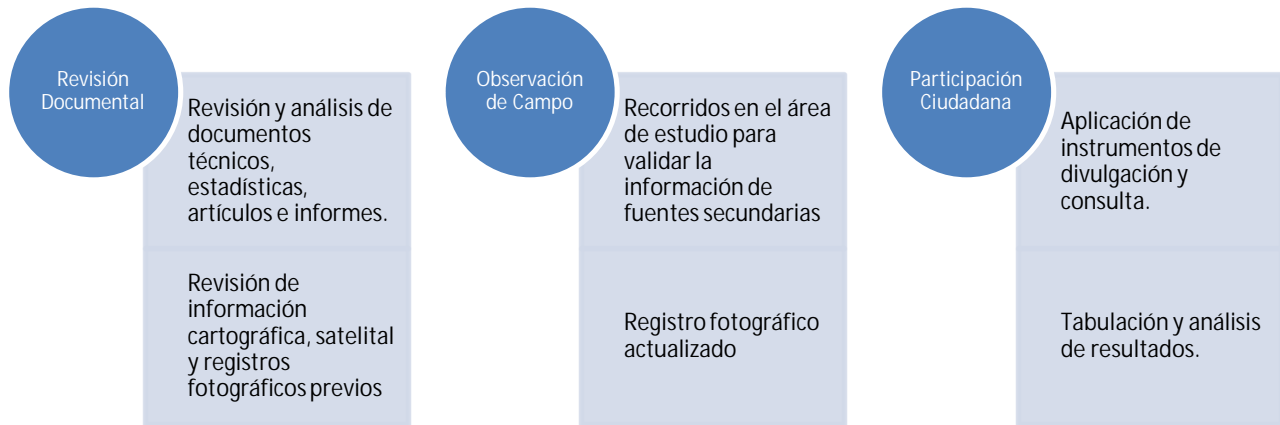 Revisión
Documental
Revisión y análisis de
documentos
técnicos,
estadísticas,
artículos e informes.
Revisión de
información
cartográfica, satelital
y registros
fotográficos previos
Observación
de Campo
Recorridos en el área
de estudio para
validar la
información de
fuentes secundarias
Registro fotográfico
actualizado
Participación
Ciudadana
Aplicación de
instrumentos de
divulgación y
consulta.
Tabulación y análisis
de resultados.